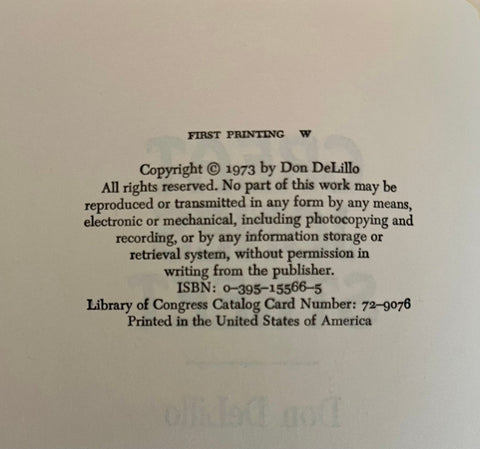 FIRST PRINTING W
Copyright © 1973 by Don DeLillo
All rights reserved. No part of this work may be
reproduced or transmitted in any form by any means,
electronic or mechanical, including photocopying and
recording, or by any information storage or
retrieval system, without permission in
writing from the publisher.
ISBN: 0–395–15566–5
Library of Congress Catalog Card Number: 72–9076
Printed in the United States of America
Don DeLillo